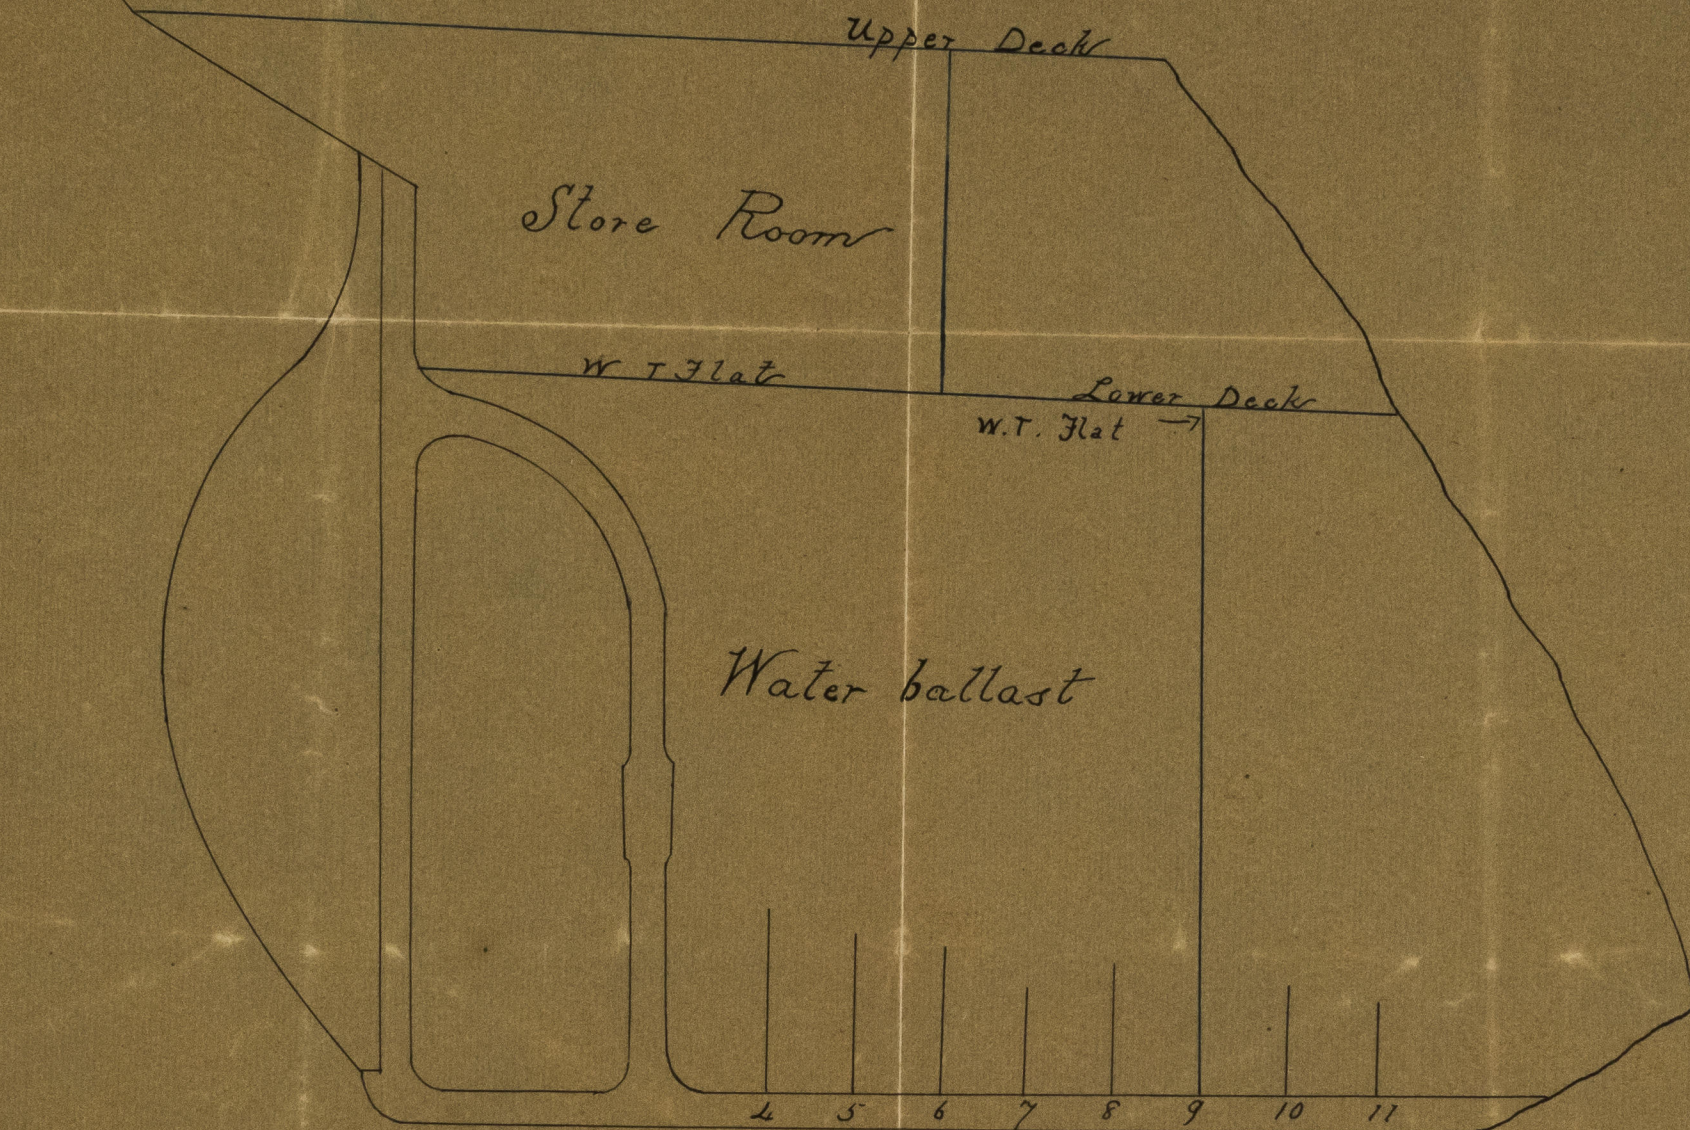 Upper Deck
Store Room
W T Flat
Lower Deck
W.T. Flat →
Water ballast
4 5 6 7 8 9 10 11